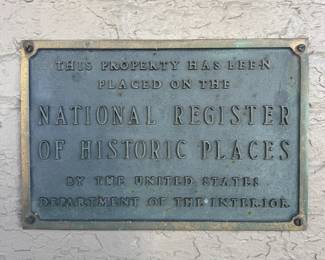 THIS PROPERTY HAS BEEN
PLACED ON THE
NATIONAL REGISTER
OF HISTORIC PLACES
BY THE UNITED STATES
DEPARTMENT OF THE INTERIOR